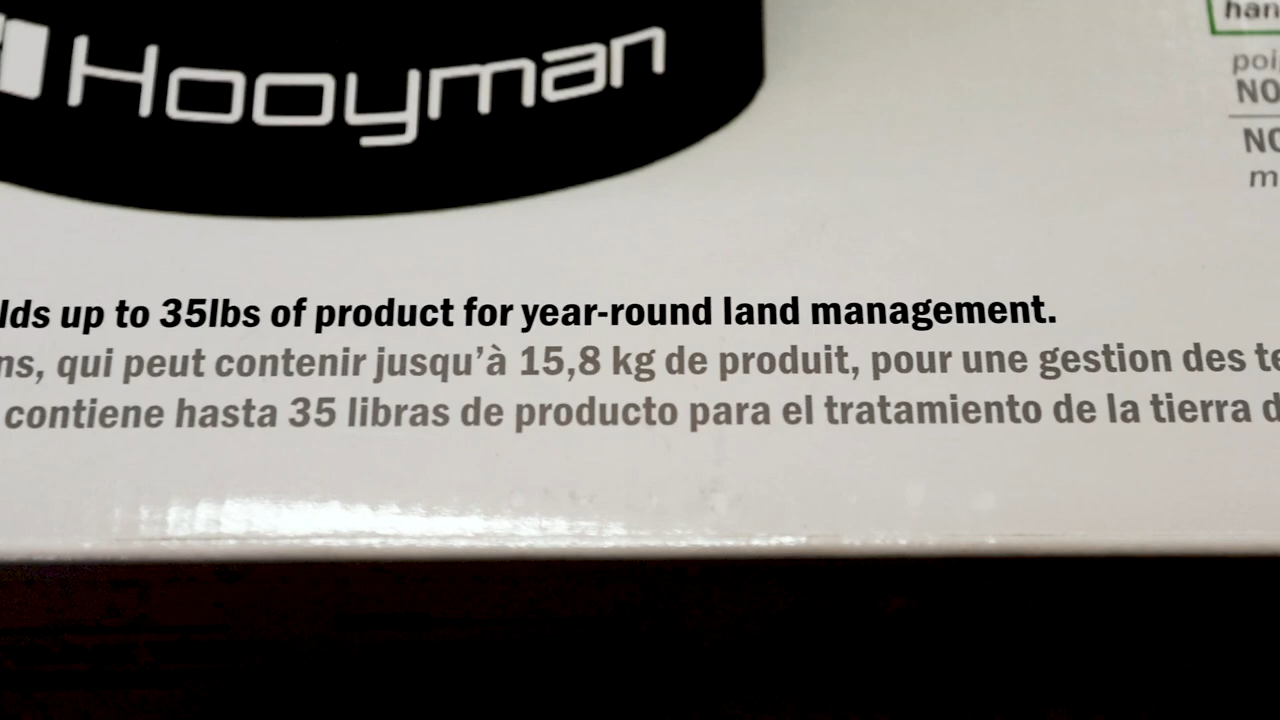 Hooyman
han
poi
NO
NO
m
lds up to 35lbs of product for year-round land management.
ns, qui peut contenir jusqu'à 15,8 kg de produit, pour une gestion des te
contiene hasta 35 libras de producto para el tratamiento de la tierra d